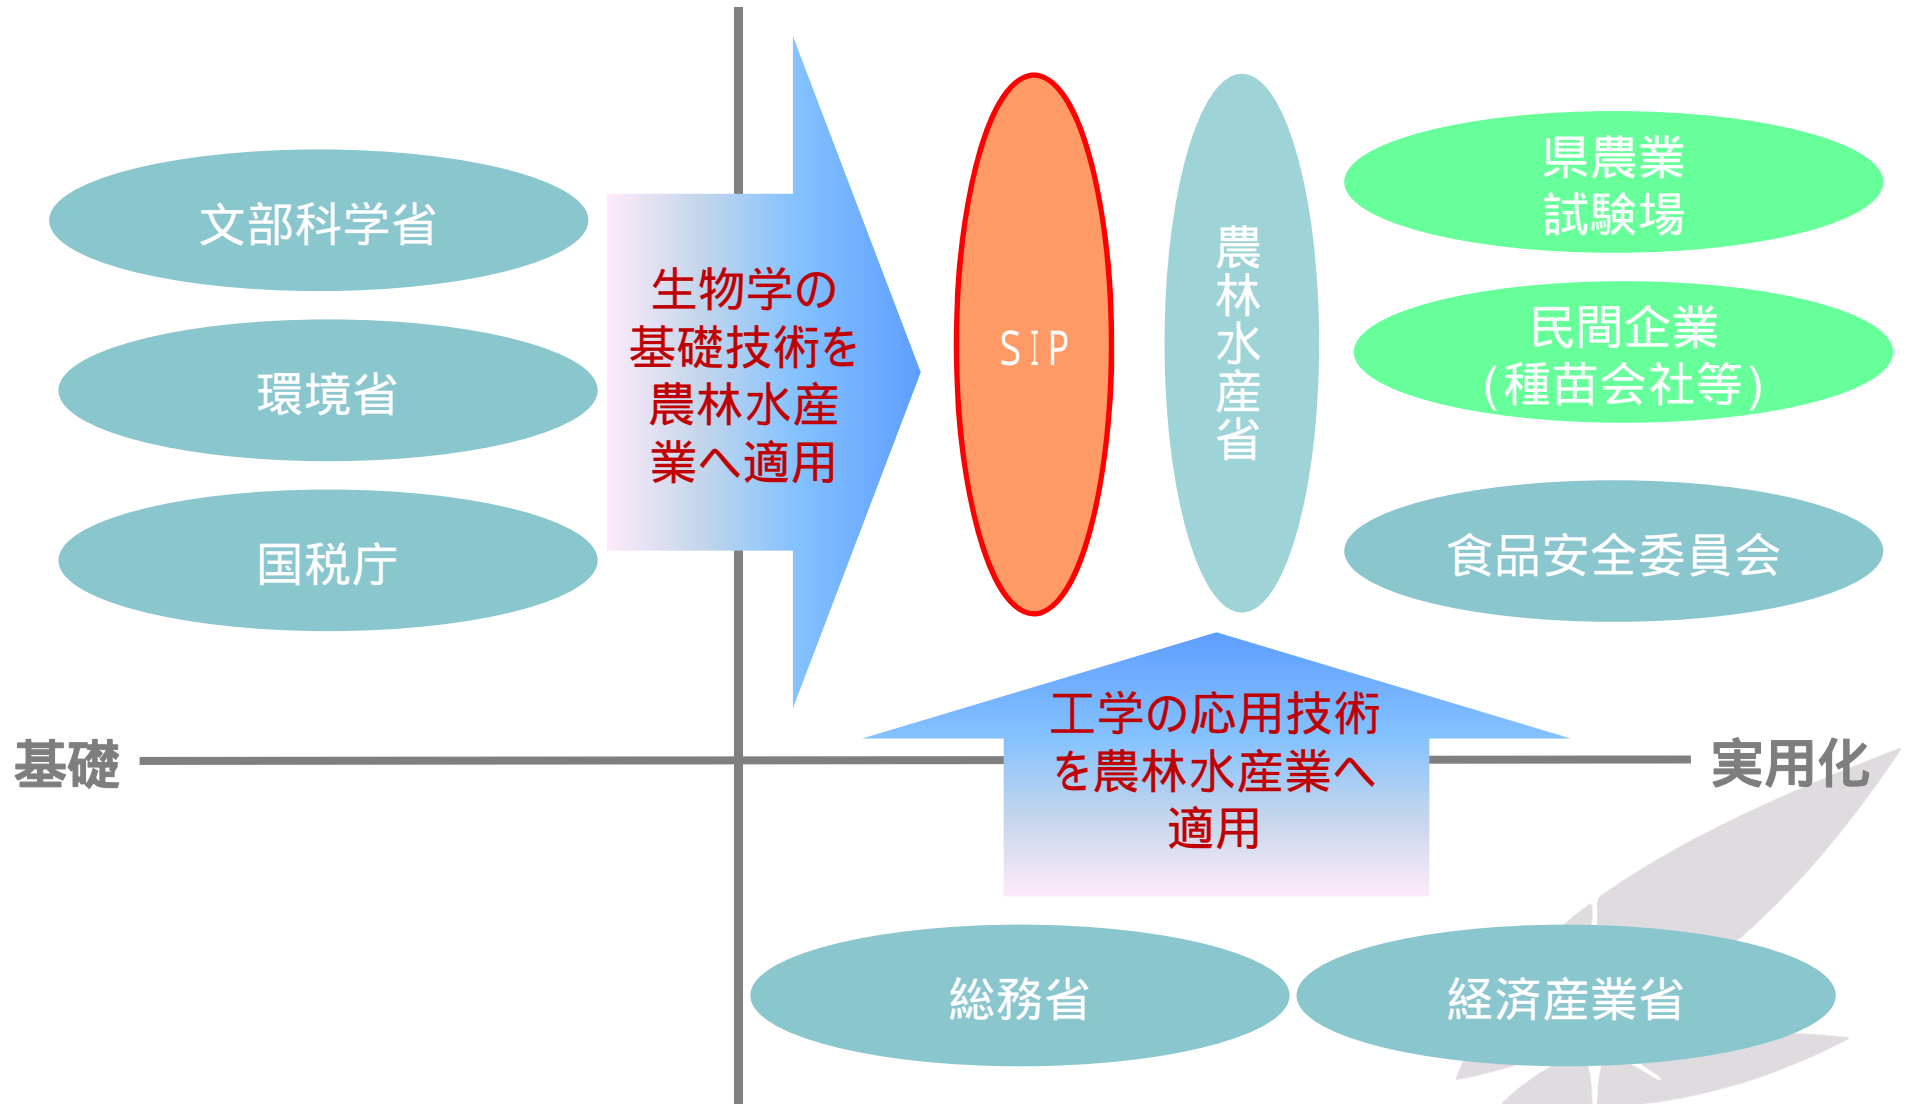 文部科学省
環境省
国税庁
生物学の
基礎技術を
農林水産
業へ適用
SIP
農林水産省
県農業
試験場
民間企業
(種苗会社等)
食品安全委員会
基礎
実用化
工学の応用技術
を農林水産業へ
適用
総務省
経済産業省